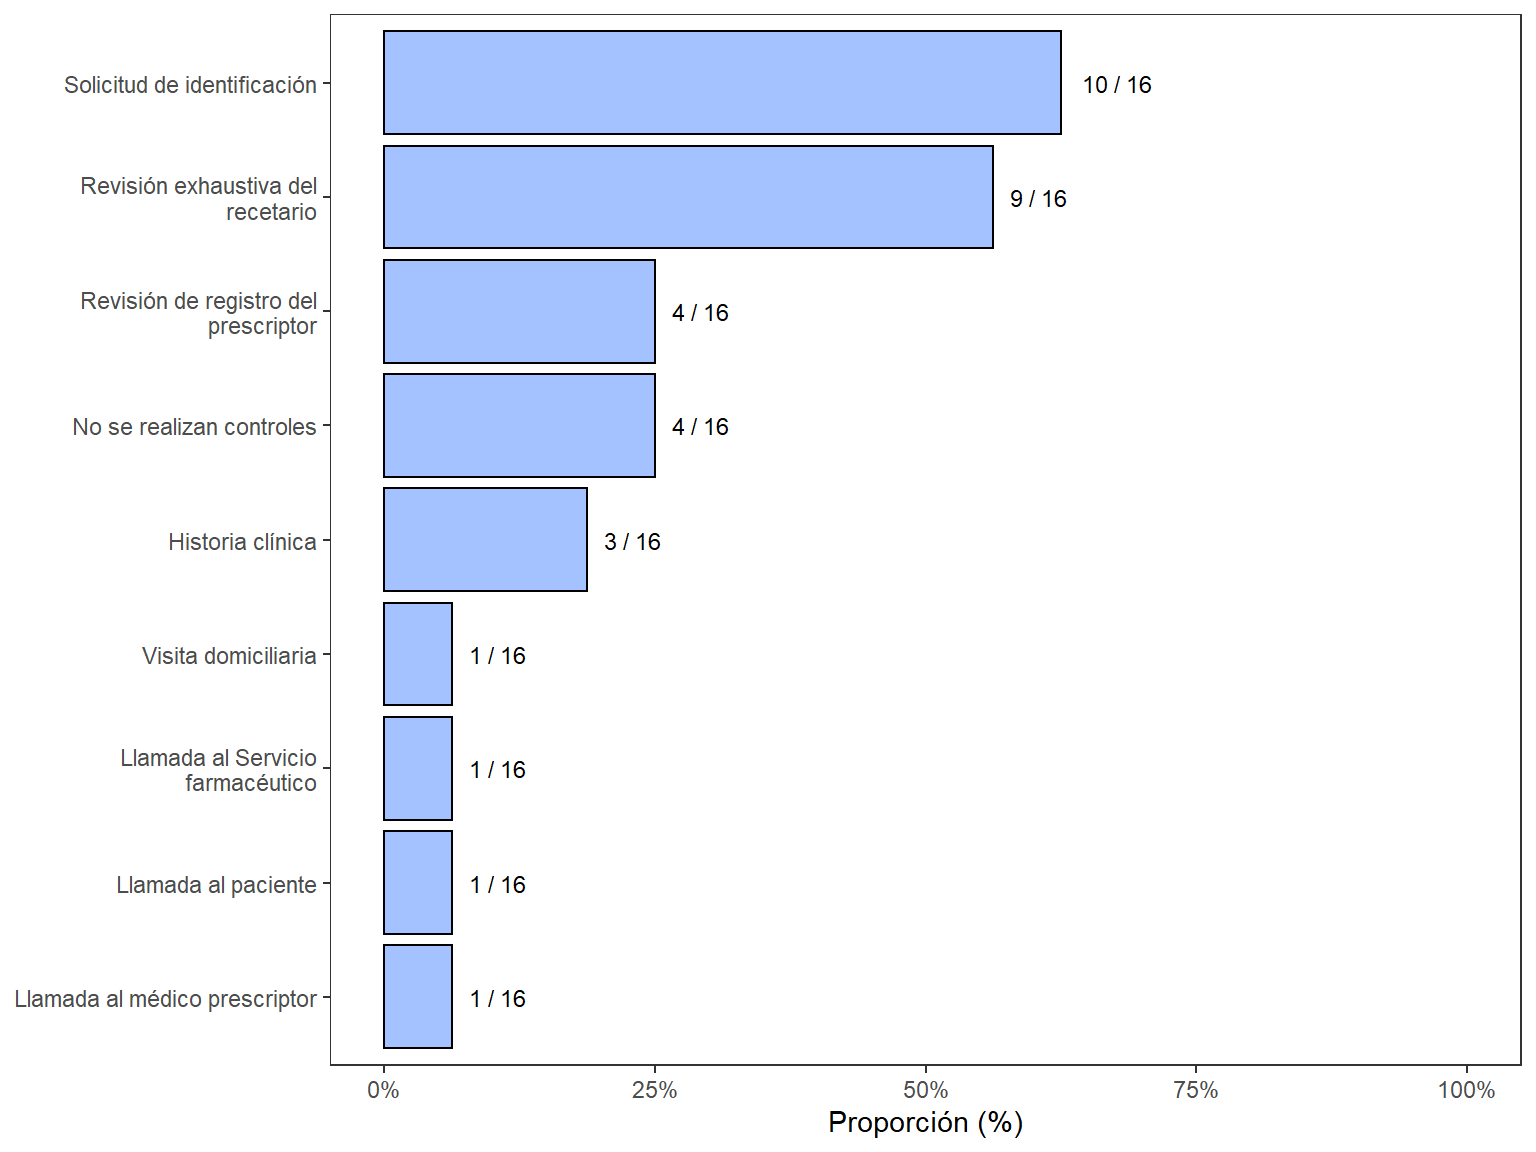 Solicitud de identificación
10 / 16
Revisión exhaustiva del
recetario
9 / 16
Revisión de registro del
prescriptor
4 / 16
No se realizan controles
4 / 16
Historia clínica
3 / 16
Visita domiciliaria
1 / 16
Llamada al Servicio
farmacéutico
1 / 16
Llamada al paciente
1 / 16
Llamada al médico prescriptor
1 / 16
0%
25%
50%
75%
100%
Proporción (%)